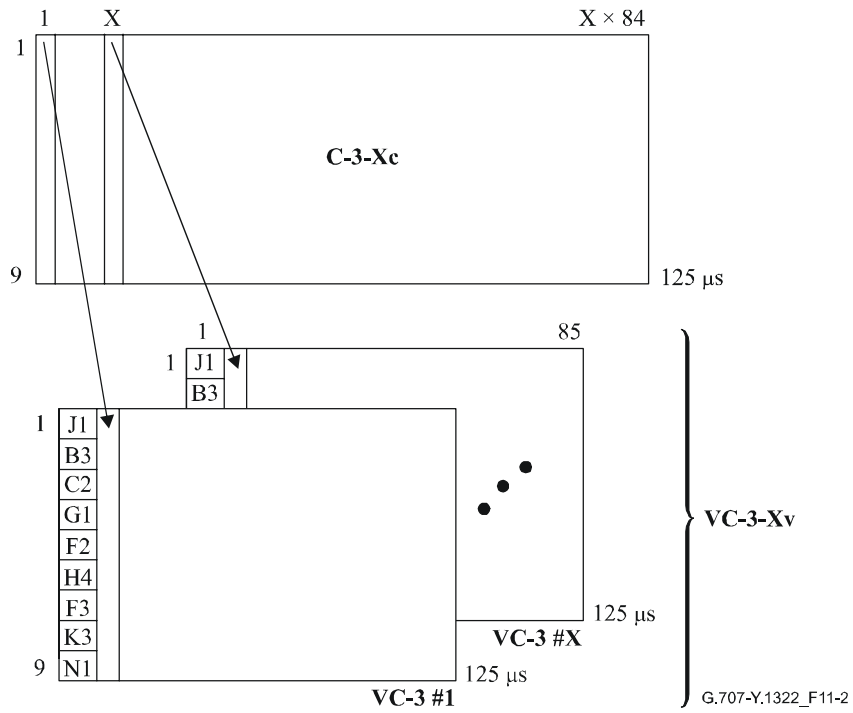 1 X X × 84
1
C-3-Xc
9 125 μs
1 85
1 J1
B3
1 J1
B3
C2
G1
F2
H4
F3
K3
9 N1
VC-3-Xv
125 μs
VC-3 #X
125 μs
VC-3 #1
G.707-Y.1322_F11-2